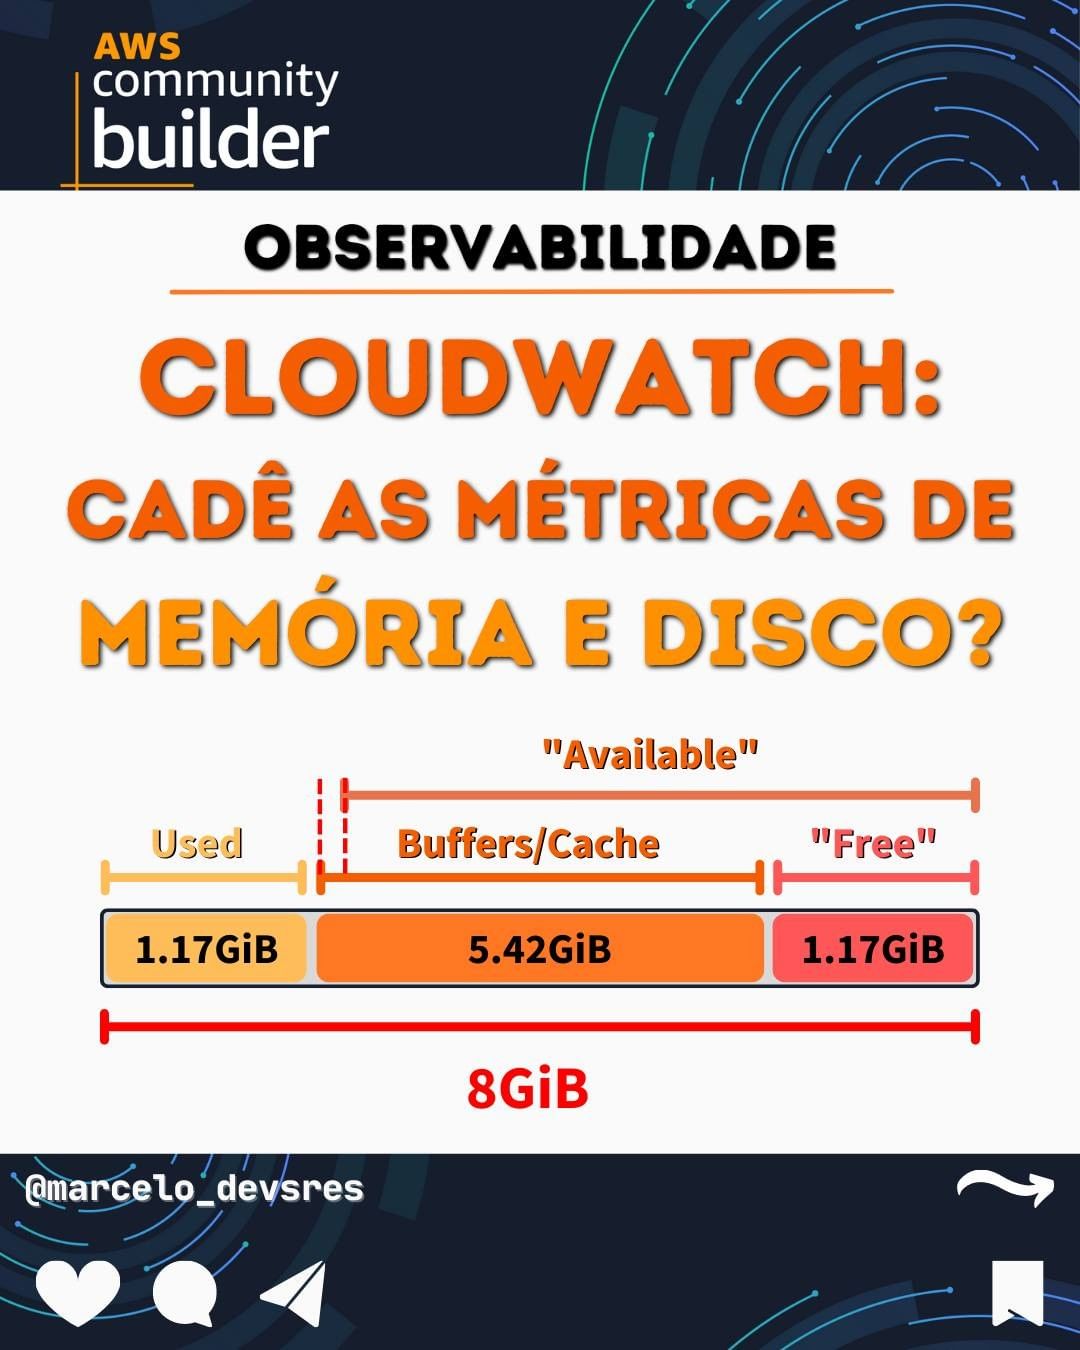 AWS
community
builder
OBSERVABILIDADE
CLOUDWATCH:
CADÊ AS MÉTRICAS DE
MEMÓRIA E DISCO?
"Available"
Used Buffers/Cache "Free"
1.17GiB 5.42GiB 1.17GiB
8GiB
@marcelo_devsres